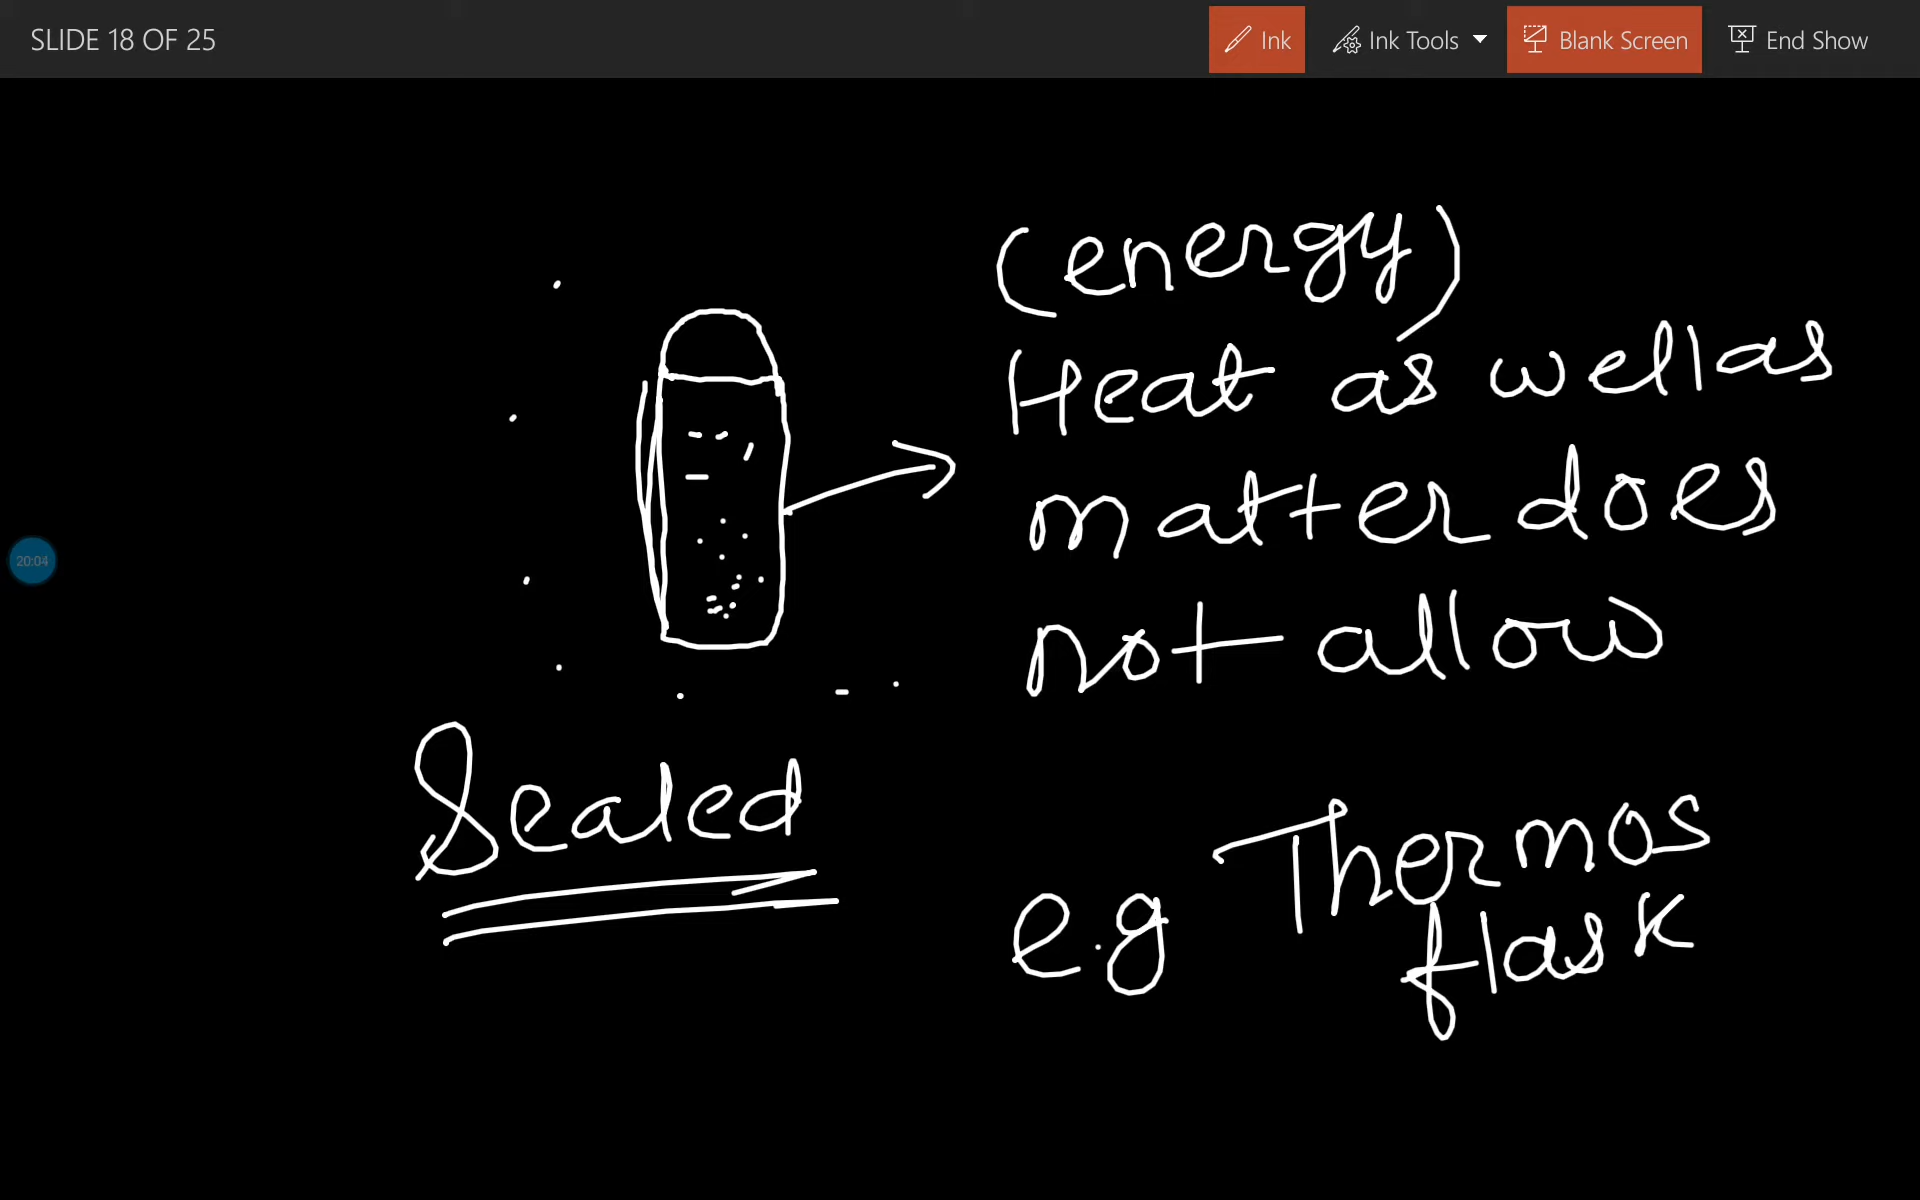 SLIDE 18 OF 25
Ink
Ink Tools
Blank Screen
End Show
(energy)
Heat as well as
matter does
not allow
20:04
Sealed
e.g Thermos
flask